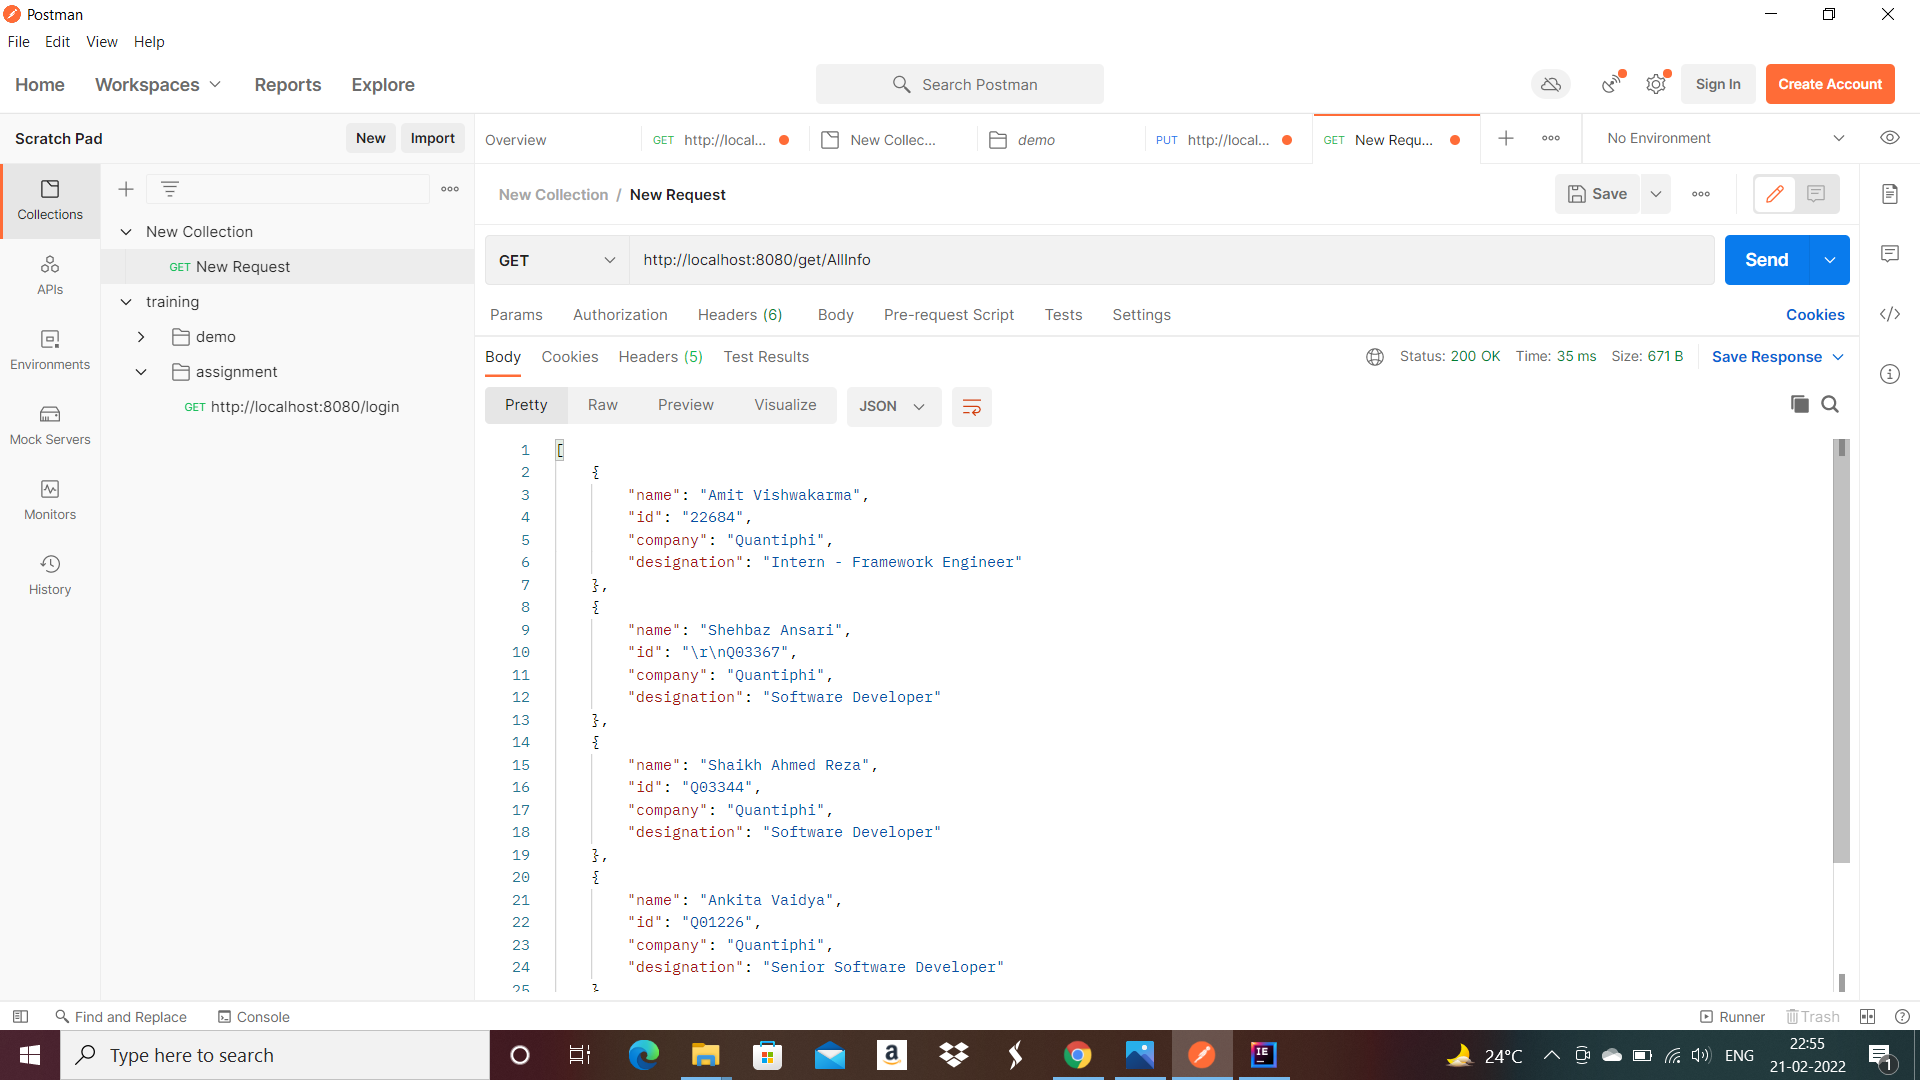 Postman
File Edit View Help
Home Workspaces Reports Explore Search Postman Sign In Create Account
Scratch Pad New Import
Overview GET http://local... New Collec... demo PUT http://local... GET New Requ... No Environment
Collections
APIs
Environments
Mock Servers
Monitors
History
New Collection
GET New Request
training
demo
assignment
GET http://localhost:8080/login
New Collection / New Request Save
GET http://localhost:8080/get/AllInfo Send
Params Authorization Headers (6) Body Pre-request Script Tests Settings Cookies
Body Cookies Headers (5) Test Results Status: 200 OK Time: 35 ms Size: 671 B Save Response
Pretty Raw Preview Visualize JSON
1 [
2 {
3 "name": "Amit Vishwakarma",
4 "id": "22684",
5 "company": "Quantiphi",
6 "designation": "Intern - Framework Engineer"
7 },
8 {
9 "name": "Shehbaz Ansari",
10 "id": "\r\nQ03367",
11 "company": "Quantiphi",
12 "designation": "Software Developer"
13 },
14 {
15 "name": "Shaikh Ahmed Reza",
16 "id": "Q03344",
17 "company": "Quantiphi",
18 "designation": "Software Developer"
19 },
20 {
21 "name": "Ankita Vaidya",
22 "id": "Q01226",
23 "company": "Quantiphi",
24 "designation": "Senior Software Developer"
25 }
Find and Replace Console Runner Trash
Type here to search 24°C ENG 22:55
21-02-2022 1